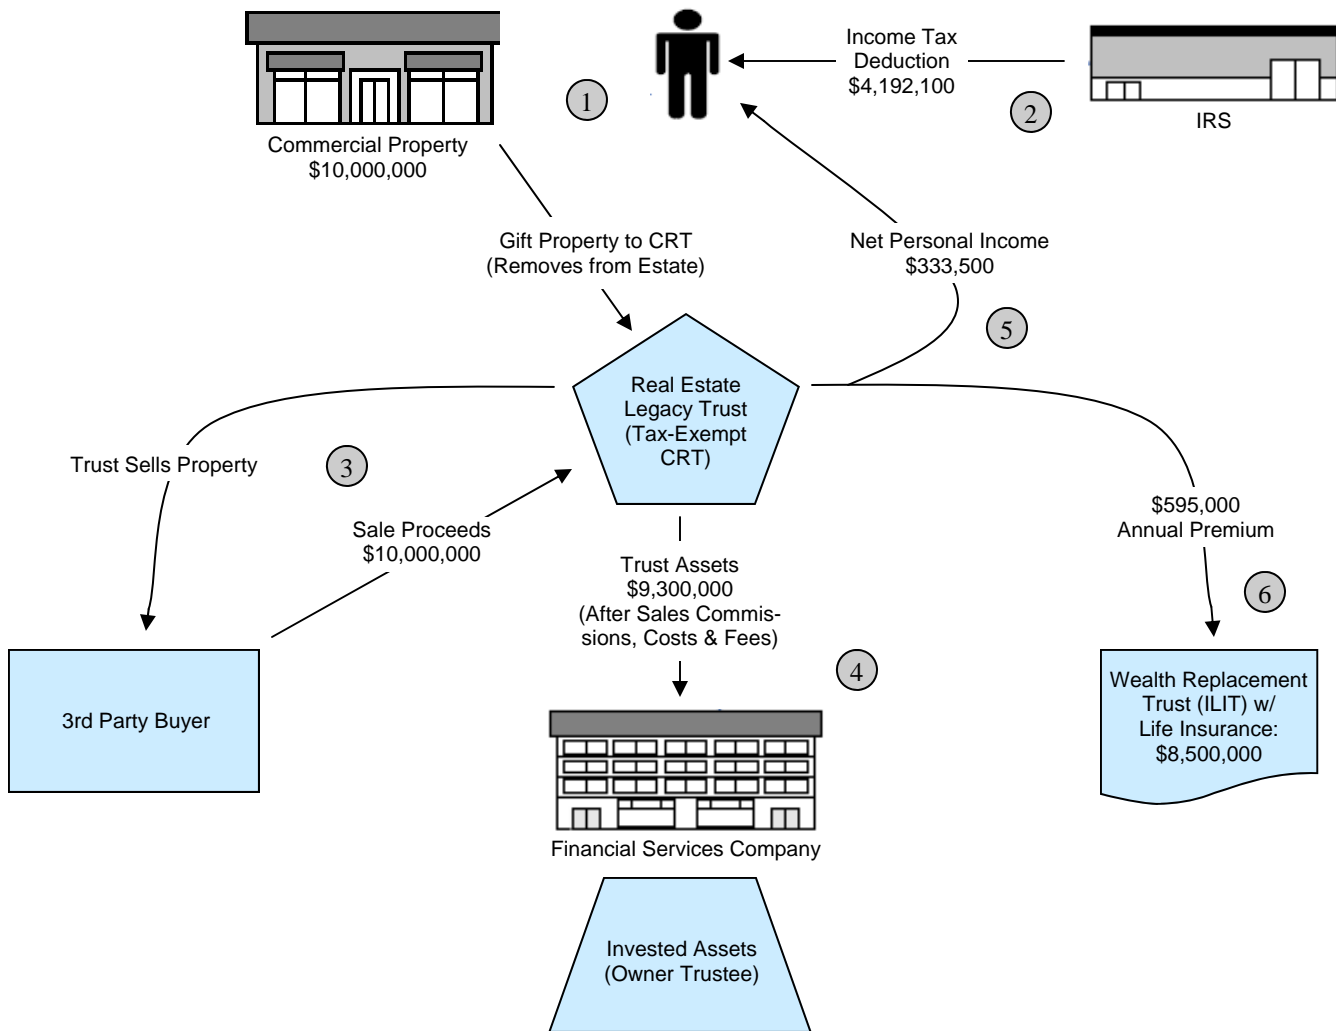 Commercial Property
$10,000,000
1
Income Tax
Deduction
$4,192,100
2
IRS
Gift Property to CRT
(Removes from Estate)
Net Personal Income
$333,500
5
Real Estate
Legacy Trust
(Tax-Exempt
CRT)
Trust Sells Property
3
Sale Proceeds
$10,000,000
$595,000
Annual Premium
6
Trust Assets
$9,300,000
(After Sales Commis-
sions, Costs & Fees)
4
3rd Party Buyer
Wealth Replacement
Trust (ILIT) w/
Life Insurance:
$8,500,000
Financial Services Company
Invested Assets
(Owner Trustee)